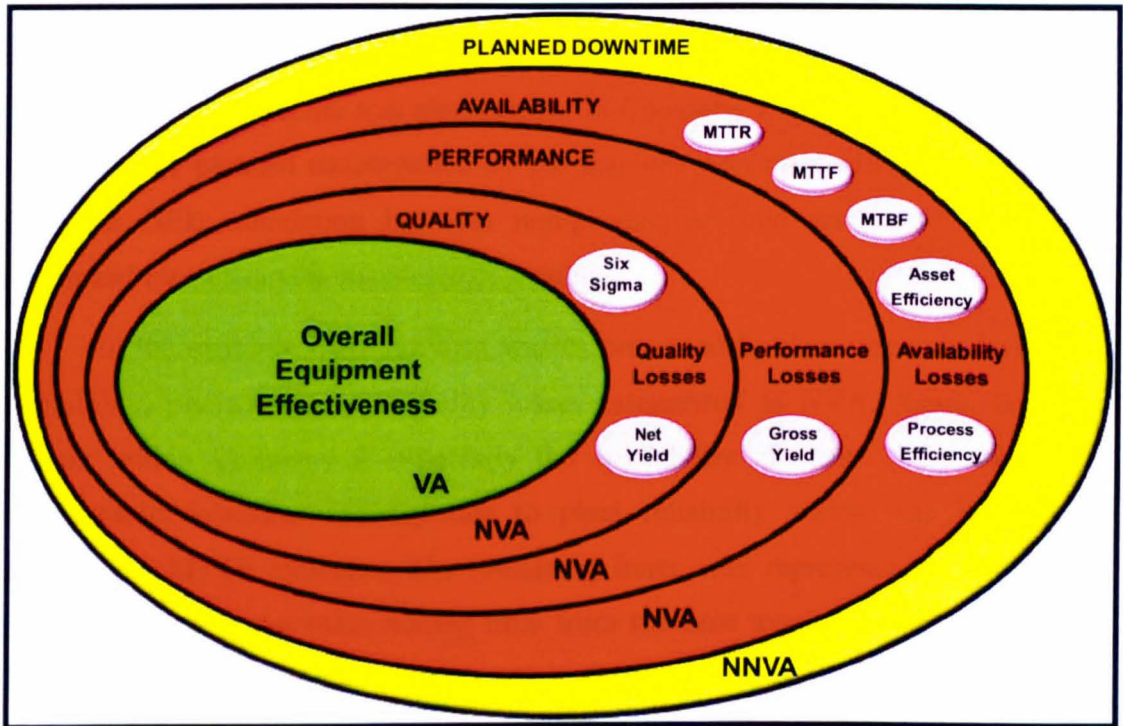 PLANNED DOWNTIME
AVAILABILITY
MTTR
PERFORMANCE
MTTF
QUALITY
MTBF
Six
Sigma
Asset
Efficiency
Overall
Equipment
Effectiveness
Quality
Losses
Performance
Losses
Availability
Losses
Net
Yield
Gross
Yield
Process
Efficiency
VA
NVA
NVA
NVA
NNVA